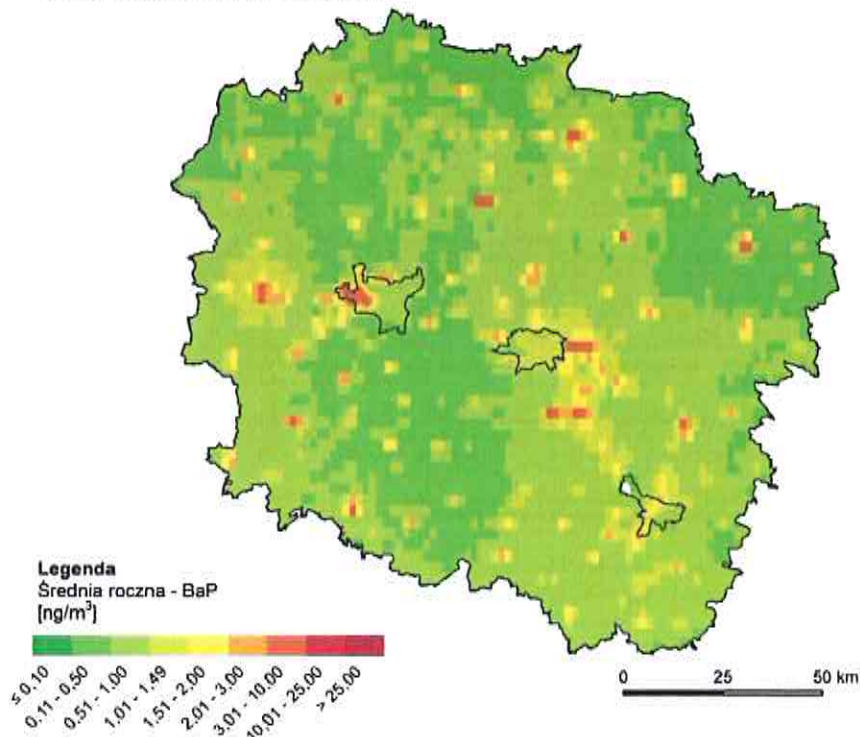 Legenda
Średnia roczna - BaP
[ng/m³]
≤ 0,10
0,11 - 0,50
0,51 - 1,00
1,01 - 1,49
1,51 - 2,00
2,01 - 3,00
3,01 - 10,00
10,01 - 25,00
> 25,00
0 25 50 km